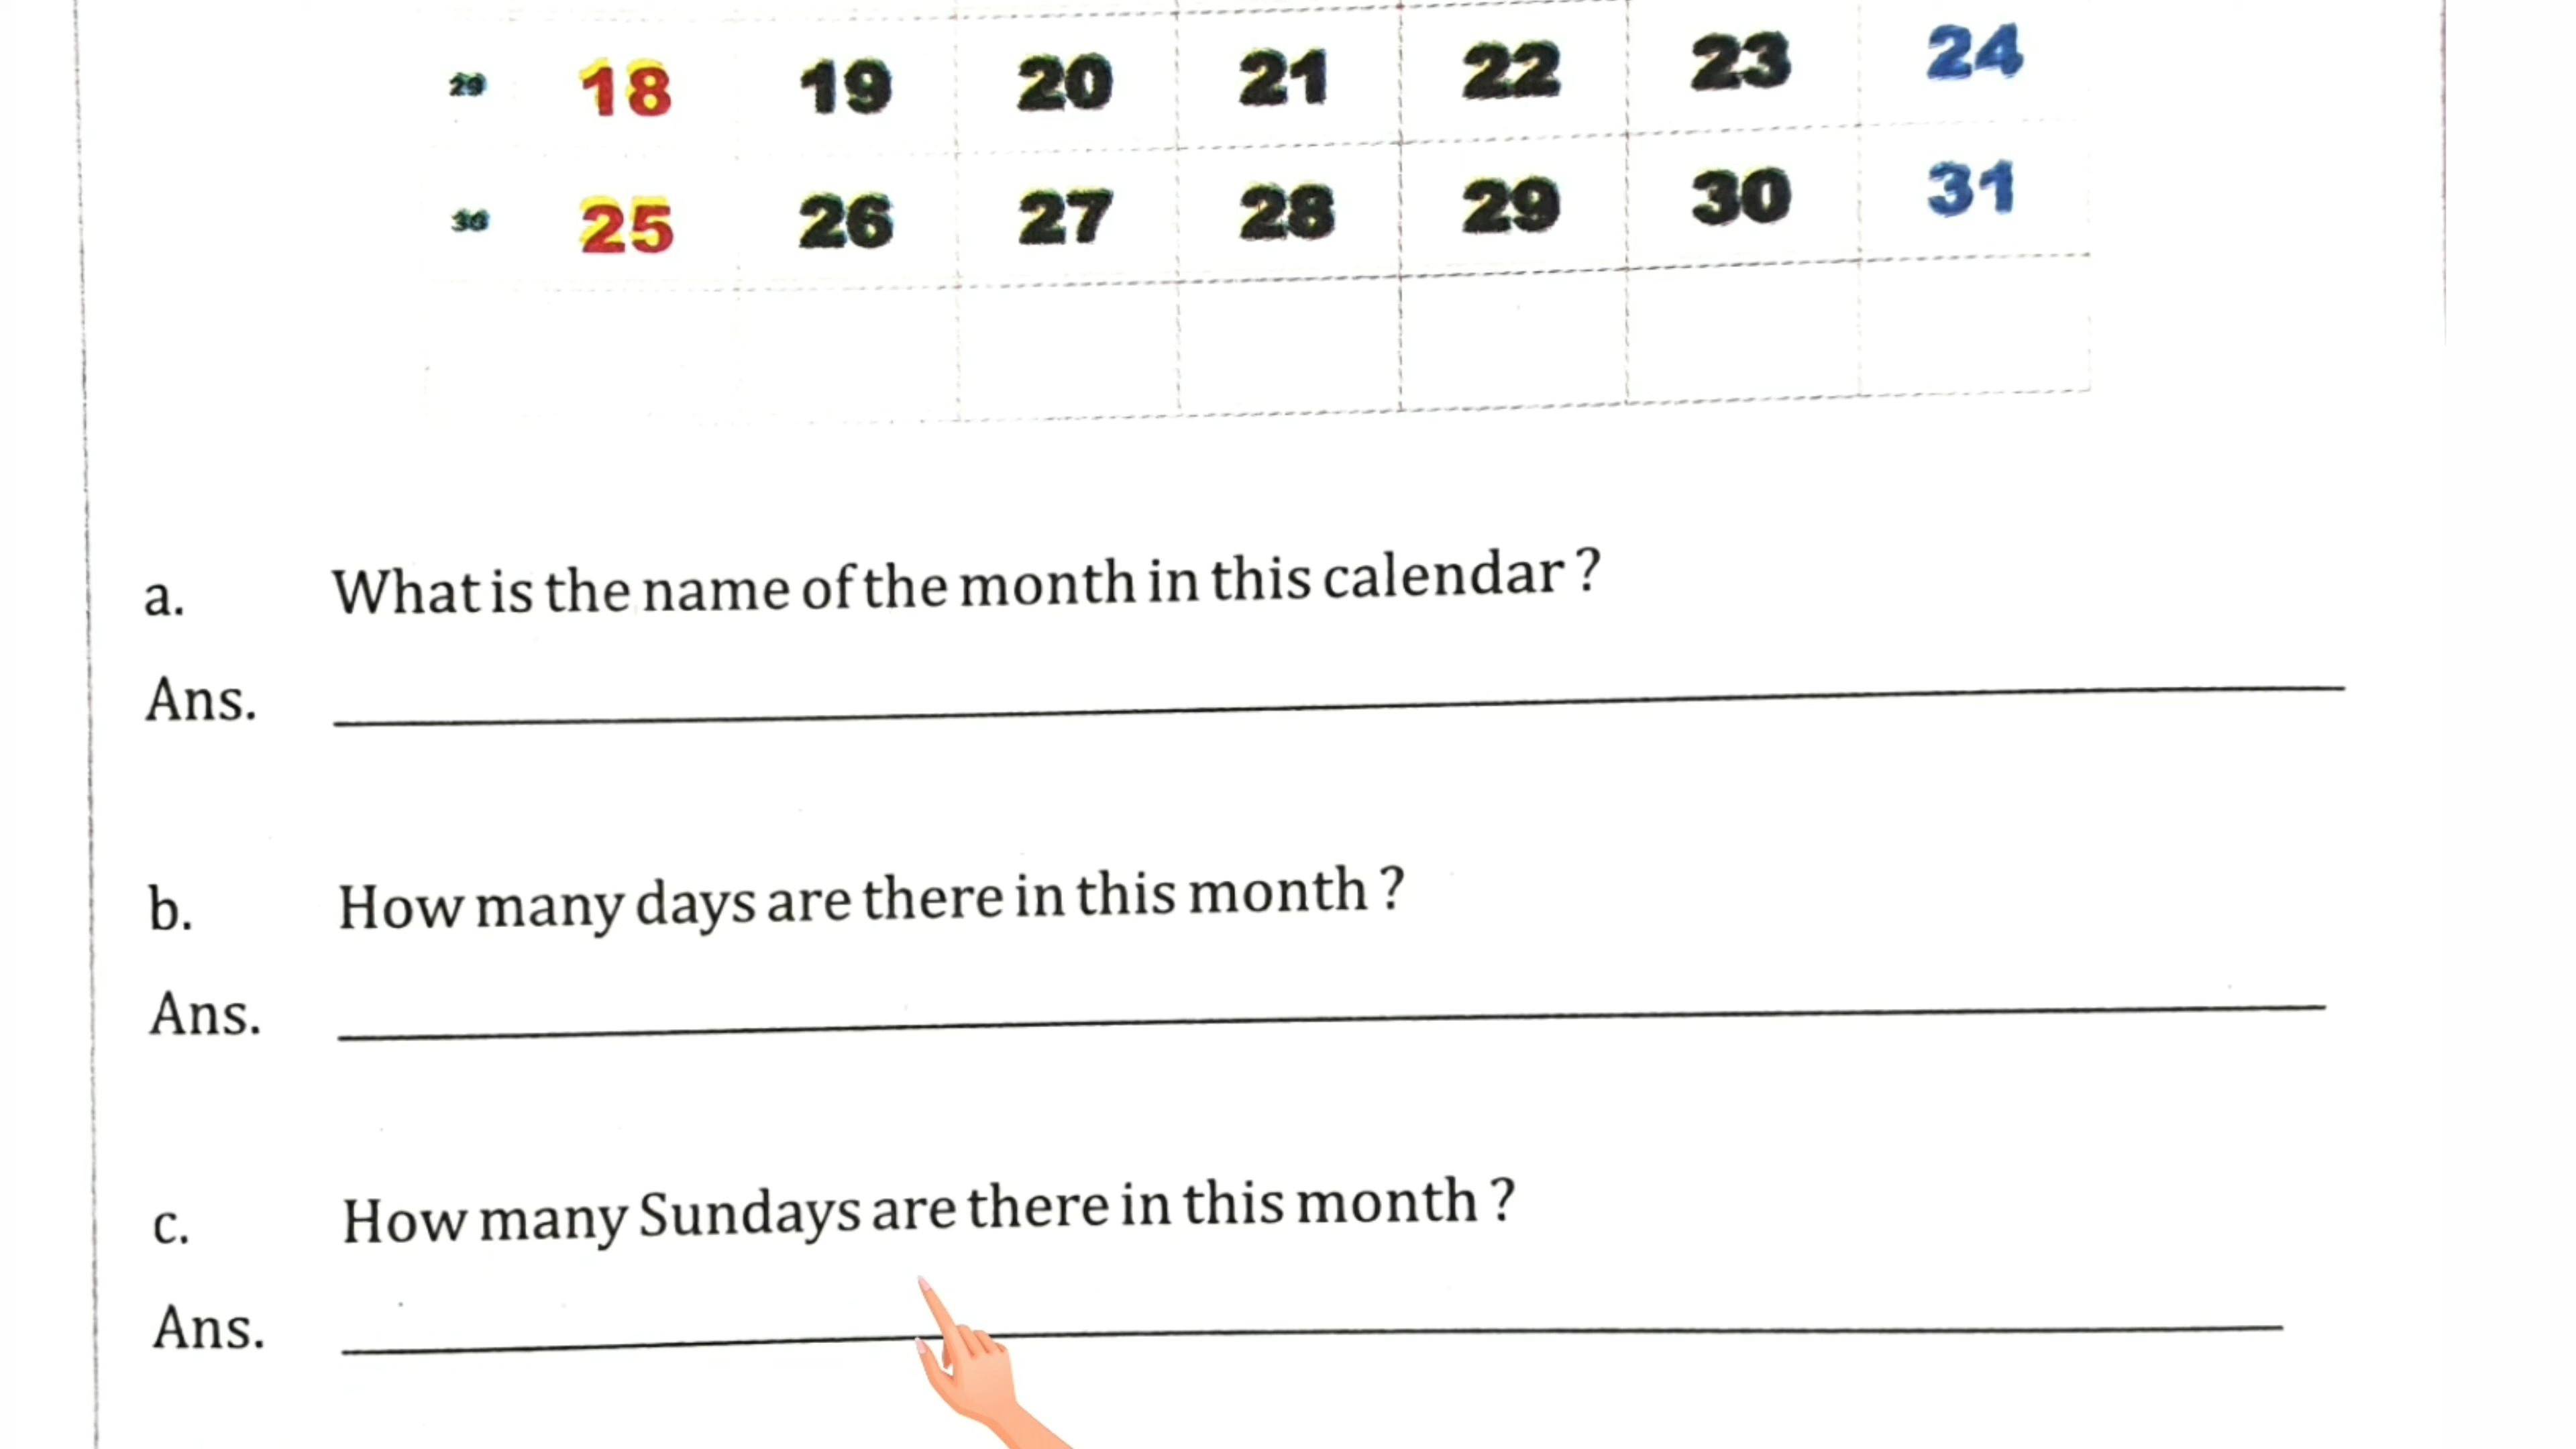 29 18 19 20 21 22 23 24
30 25 26 27 28 29 30 31
a. What is the name of the month in this calendar ?
Ans.
b. How many days are there in this month ?
Ans.
c. How many Sundays are there in this month ?
Ans.